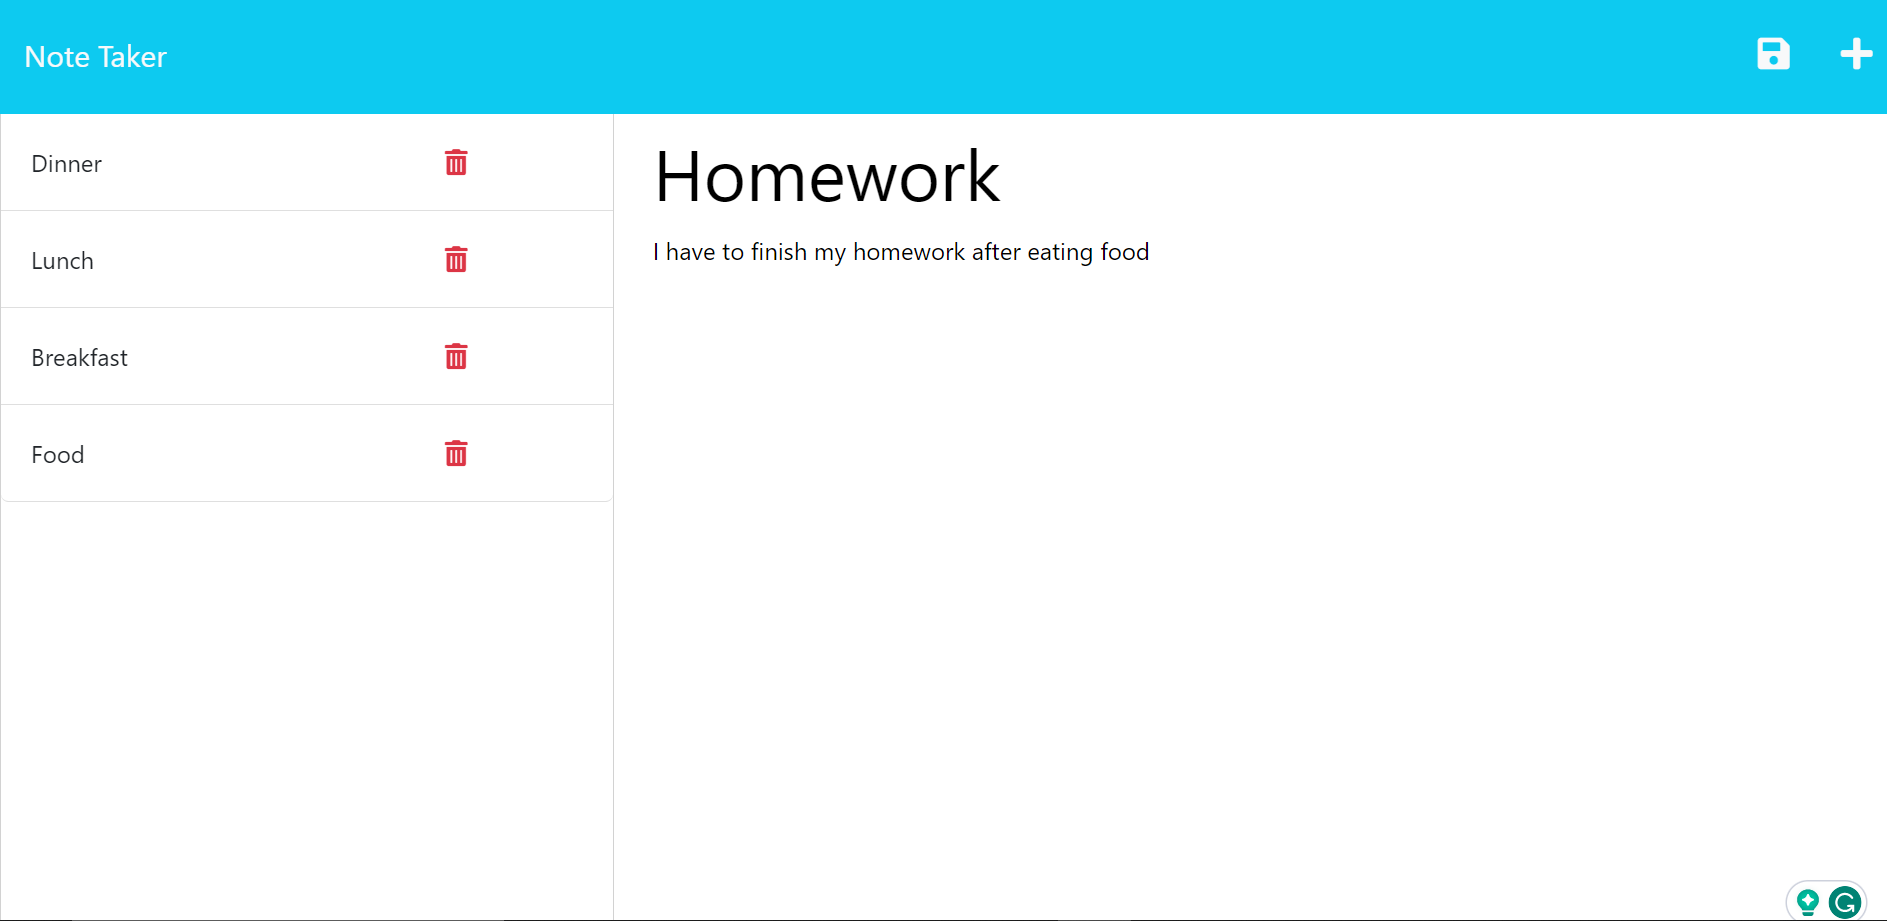 Note Taker
Dinner
Lunch
Breakfast
Food
Homework
I have to finish my homework after eating food